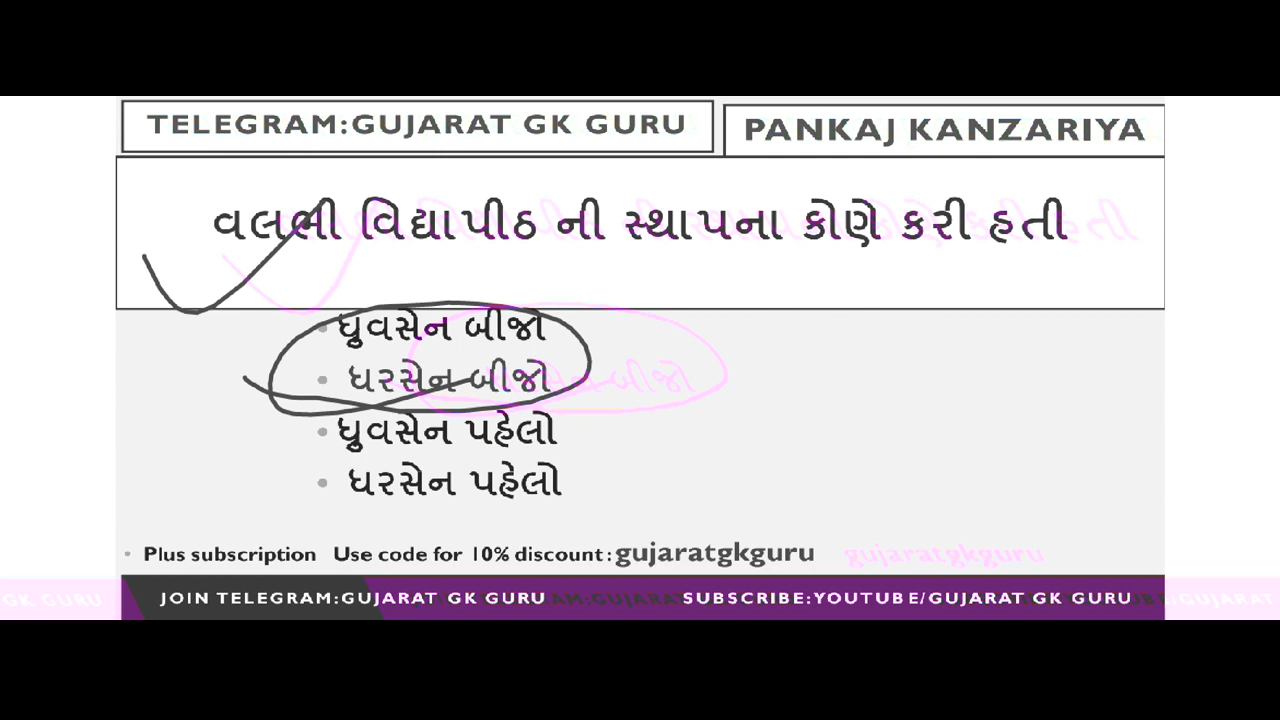 TELEGRAM:GUJARAT GK GURU
PANKAJ KANZARIYA
વલભી વિદ્યાપીઠ ની સ્થાપના કોણે કરી હતી
ધ્રુવસેન બીજો
ધરસેન બીજો
ધ્રુવસેન પહેલો
ધરસેન પહેલો
Plus subscription Use code for 10% discount : gujaratgkguru
JOIN TELEGRAM:GUJARAT GK GURU
SUBSCRIBE:YOUTUBE/GUJARAT GK GURU